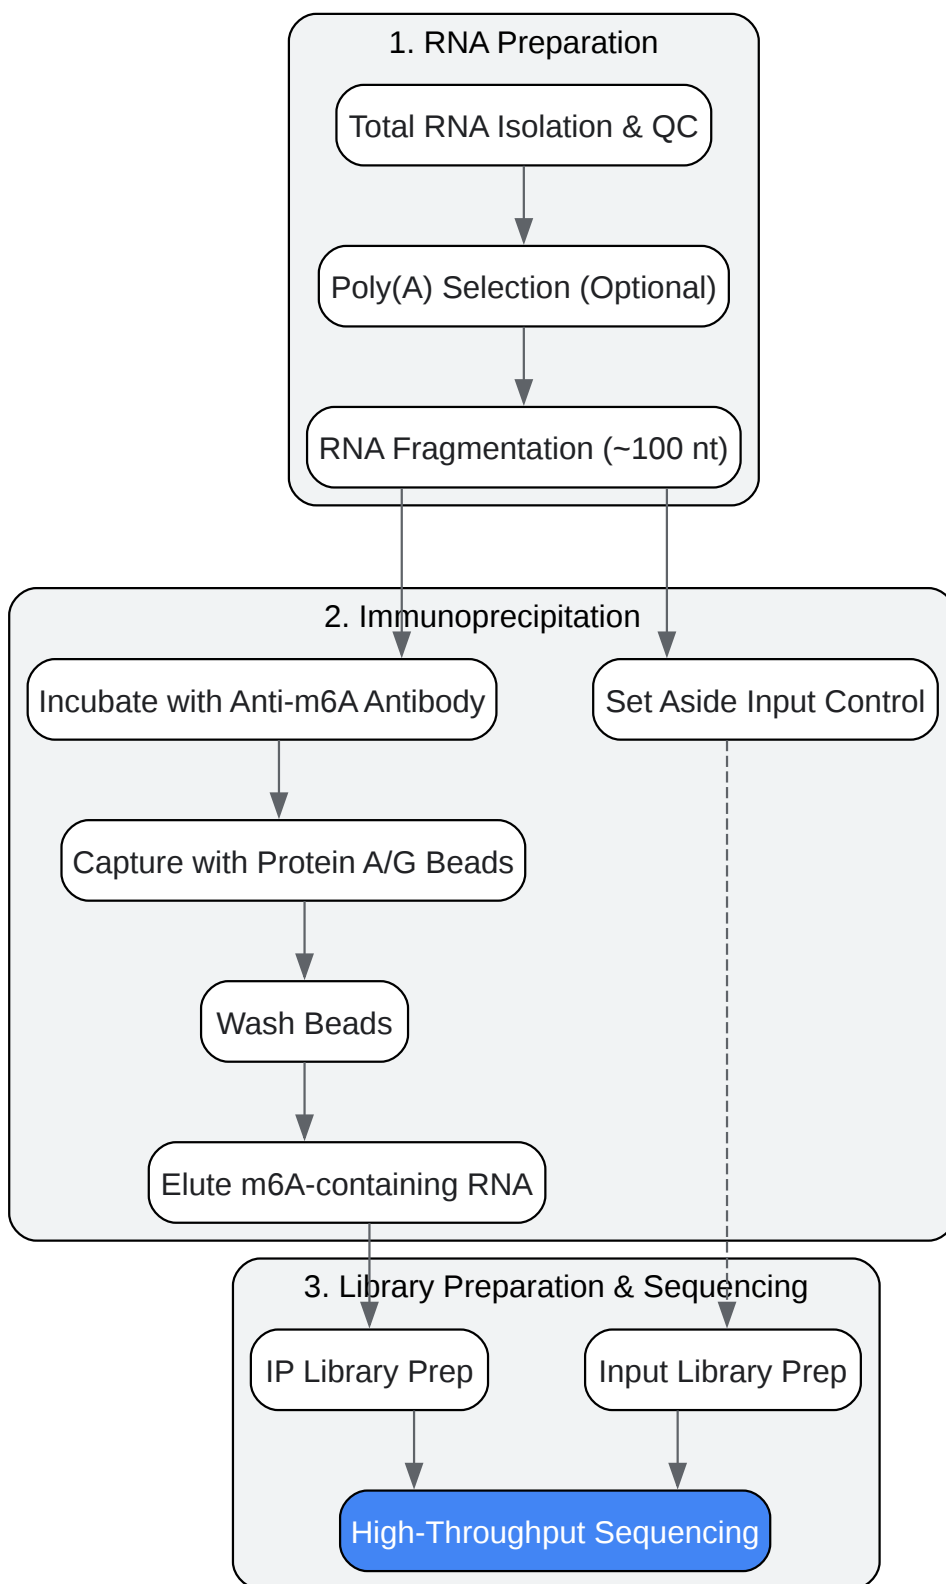 1. RNA Preparation
Total RNA Isolation & QC
Poly(A) Selection (Optional)
RNA Fragmentation (~100 nt)
2. Immunoprecipitation
Incubate with Anti-m6A Antibody
Set Aside Input Control
Capture with Protein A/G Beads
Wash Beads
Elute m6A-containing RNA
3. Library Preparation & Sequencing
IP Library Prep
Input Library Prep
High-Throughput Sequencing